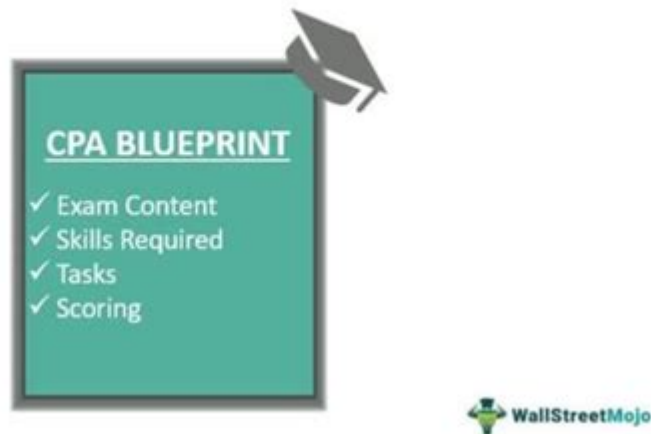 CPA BLUEPRINT
✓ Exam Content
✓ Skills Required
✓ Tasks
✓ Scoring
WallStreetMojo